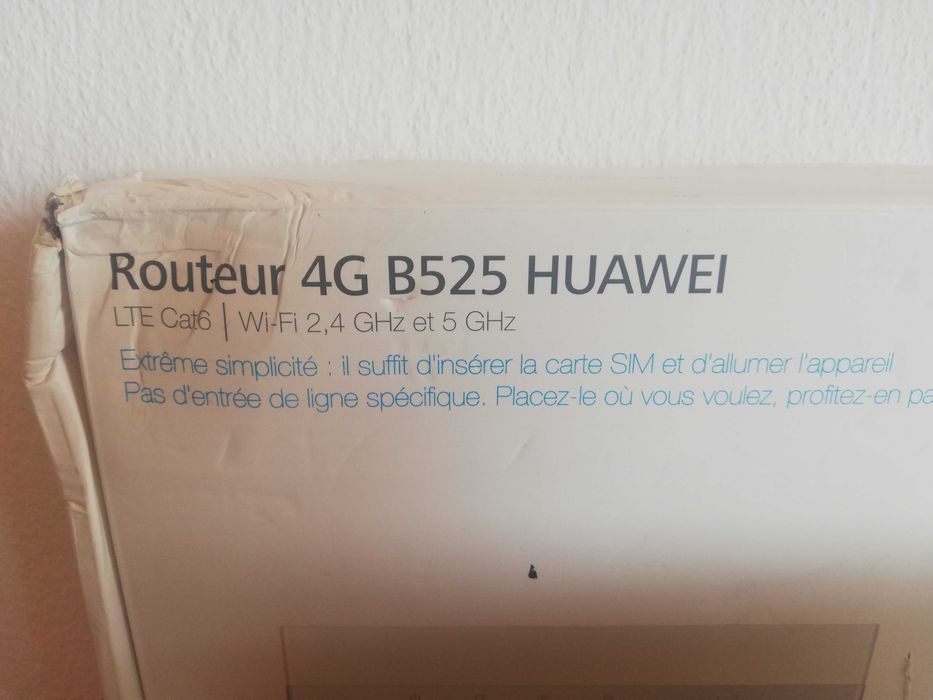 Routeur 4G B525 HUAWEI
LTE Cat6 | Wi-Fi 2,4 GHz et 5 GHz
Extrême simplicité : il suffit d'insérer la carte SIM et d'allumer l'appareil
Pas d'entrée de ligne spécifique. Placez-le où vous voulez, profitez-en